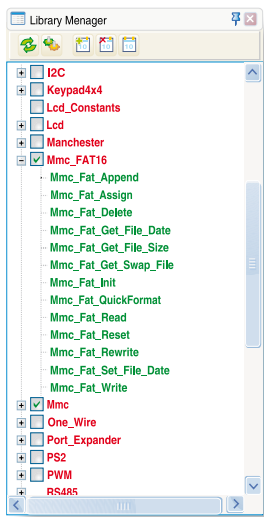 Library Menager
I2C
Keypad4x4
Lcd_Constants
Lcd
Manchester
Mmc_FAT16
Mmc_Fat_Append
Mmc_Fat_Assign
Mmc_Fat_Delete
Mmc_Fat_Get_File_Date
Mmc_Fat_Get_File_Size
Mmc_Fat_Get_Swap_File
Mmc_Fat_Init
Mmc_Fat_QuickFormat
Mmc_Fat_Read
Mmc_Fat_Reset
Mmc_Fat_Rewrite
Mmc_Fat_Set_File_Date
Mmc_Fat_Write
Mmc
One_Wire
Port_Expander
PS2
PWM
RS485